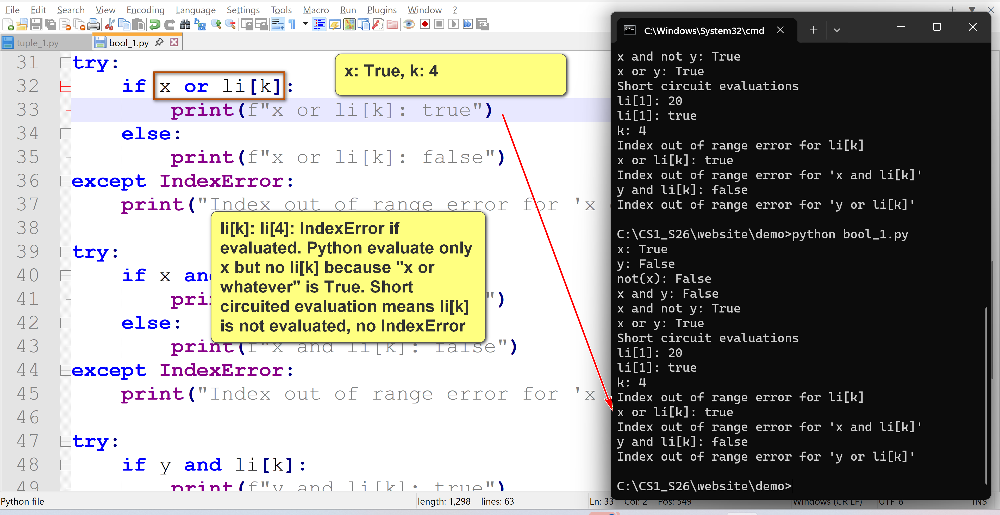 File Edit Search View Encoding Language Settings Tools Macro Run Plugins Window ?
tuple_1.py bool_1.py
31 try:
32 if x or li[k]:
33 print(f"x or li[k]: true")
34 else:
35 print(f"x or li[k]: false")
36 except IndexError:
37 print("Index out of range error for 'x
38
39 try:
40 if x and
41 prin ")
42 else:
43 print(f"x and li[k]: false")
44 except IndexError:
45 print("Index out of range error for 'x
46
47 try:
48 if y and li[k]:
49 print(f"y and li[k]: true")
x: True, k: 4
li[k]: li[4]: IndexError if
evaluated. Python evaluate only
x but no li[k] because "x or
whatever" is True. Short
circuited evaluation means li[k]
is not evaluated, no IndexError
C:\Windows\System32\cmd.
x and not y: True
x or y: True
Short circuit evaluations
li[1]: 20
li[1]: true
k: 4
Index out of range error for li[k]
x or li[k]: true
Index out of range error for 'x and li[k]'
y and li[k]: false
Index out of range error for 'y or li[k]'
C:\CS1_S26\website\demo>python bool_1.py
x: True
y: False
not(x): False
x and y: False
x and not y: True
x or y: True
Short circuit evaluations
li[1]: 20
li[1]: true
k: 4
Index out of range error for li[k]
x or li[k]: true
Index out of range error for 'x and li[k]'
y and li[k]: false
Index out of range error for 'y or li[k]'
C:\CS1_S26\website\demo>
Python file length: 1,298 lines: 63 Ln: 33 Col: 2 Pos: 549 Windows (CR LF) UTF-8 INS